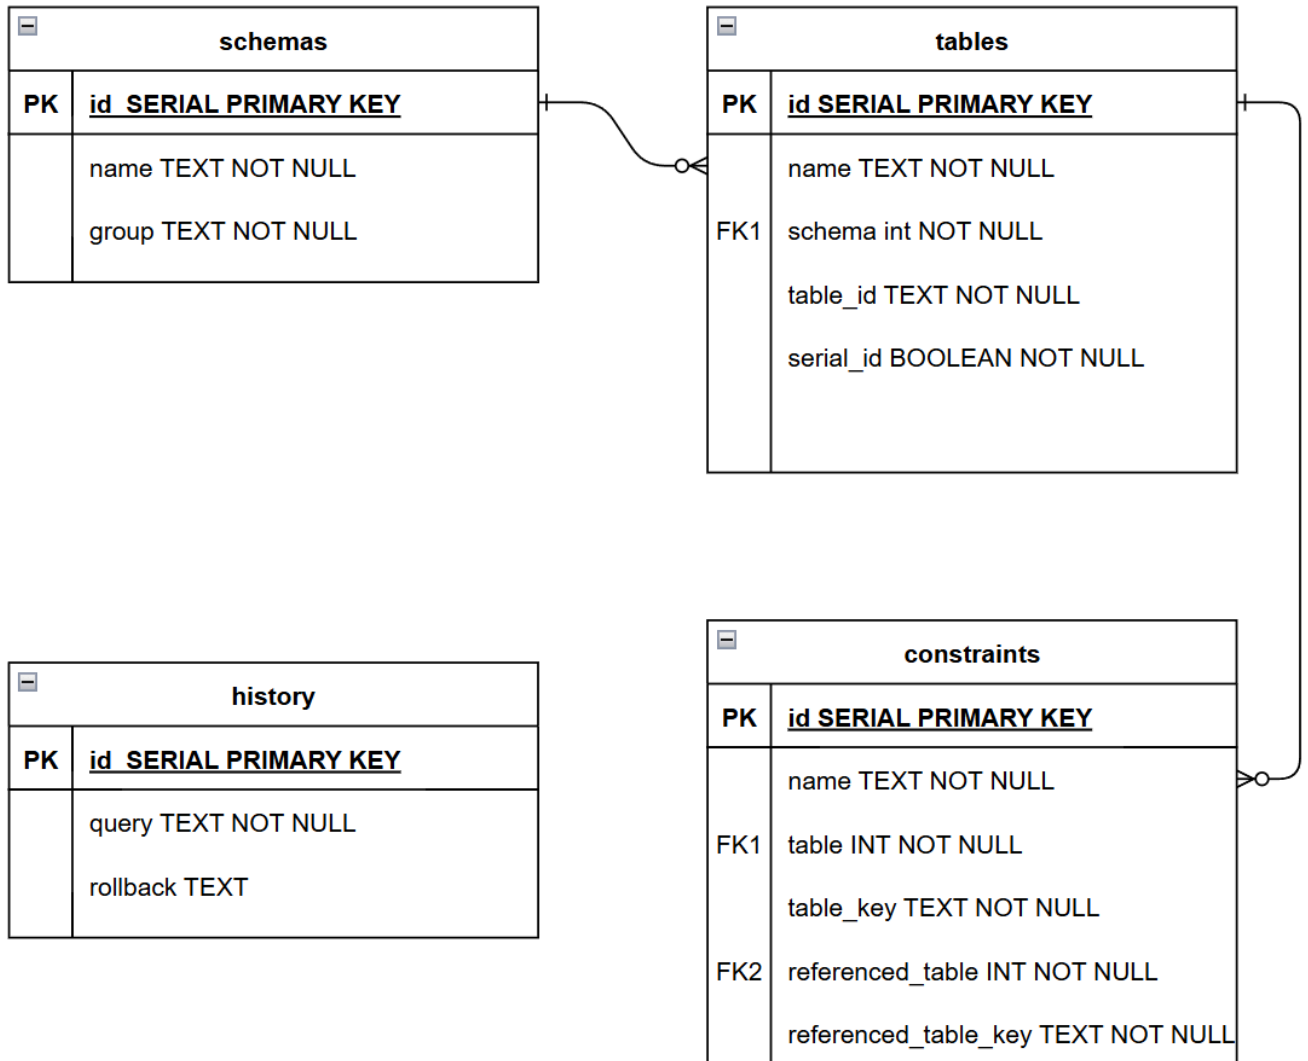 schemas
PK id SERIAL PRIMARY KEY
name TEXT NOT NULL
group TEXT NOT NULL
tables
PK id SERIAL PRIMARY KEY
name TEXT NOT NULL
FK1 schema int NOT NULL
table_id TEXT NOT NULL
serial_id BOOLEAN NOT NULL
history
PK id SERIAL PRIMARY KEY
query TEXT NOT NULL
rollback TEXT
constraints
PK id SERIAL PRIMARY KEY
name TEXT NOT NULL
FK1 table INT NOT NULL
table_key TEXT NOT NULL
FK2 referenced_table INT NOT NULL
referenced_table_key TEXT NOT NULL